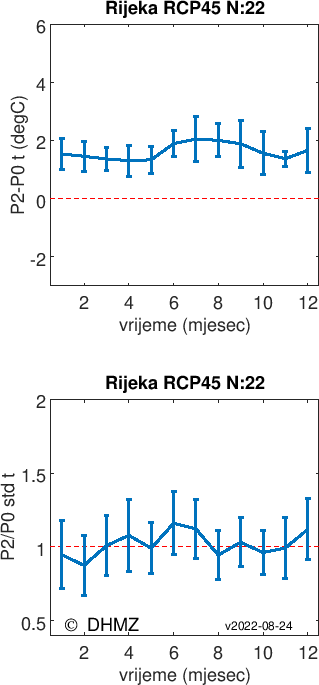 Rijeka RCP45 N:22
P2-P0 t (degC)
6
4
2
0
-2
2 4 6 8 10 12
vrijeme (mjesec)
Rijeka RCP45 N:22
P2/P0 std t
2
1.5
1
0.5
© DHMZ v2022-08-24
2 4 6 8 10 12
vrijeme (mjesec)